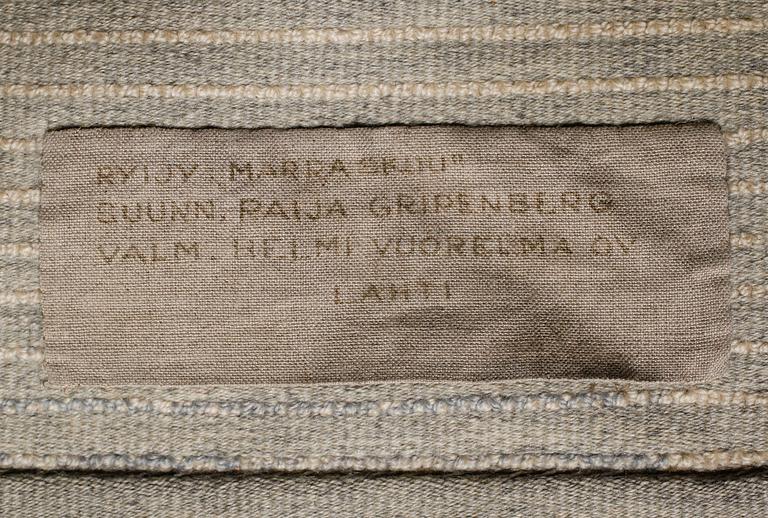 RYIJY: „MARRASKUU"
SUUNN. PAIJA GRIPENBERG
VALM. HELMI VUORELMA OY
LAHTI